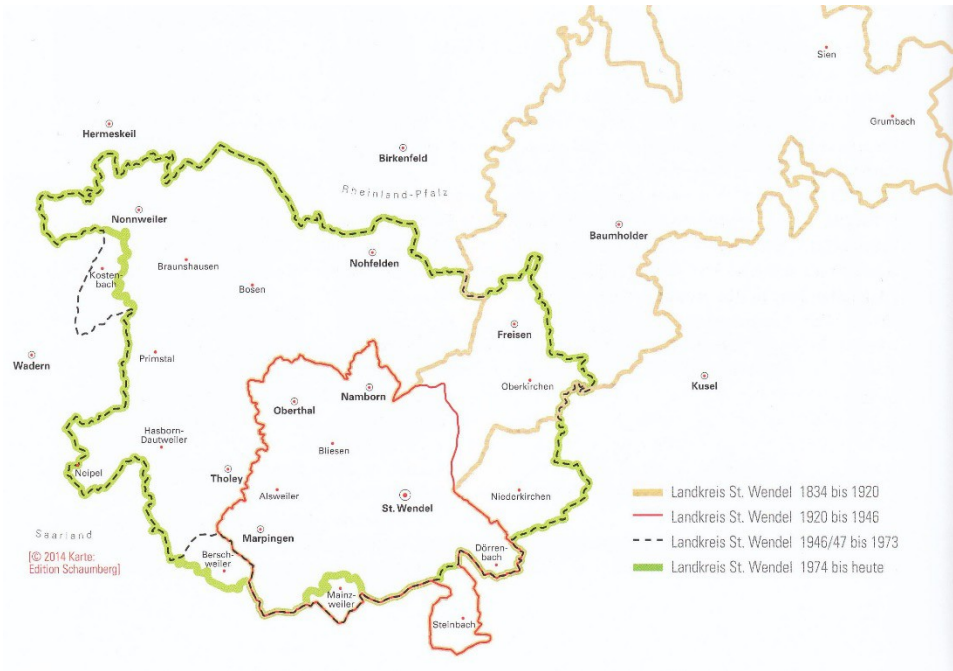 Sien
Grumbach
Hermeskeil
Birkenfeld
Rheinland-Pfalz
Nonnweiler
Baumholder
Nohfelden
Braunshausen
Kosten-
bach
Bosen
Freisen
Primstal
Wadern
Oberkirchen
Kusel
Namborn
Oberthal
Hasborn-
Dautweiler
Bliesen
Neipel
Tholey
Alsweiler
St. Wendel
Niederkirchen
Landkreis St. Wendel 1834 bis 1920
Landkreis St. Wendel 1920 bis 1946
Landkreis St. Wendel 1946/47 bis 1973
Landkreis St. Wendel 1974 bis heute
Saarland
[© 2014 Karte:
Edition Schaumberg]
Marpingen
Bersch-
weiler
Dörren-
bach
Mainz-
weiler
Steinbach